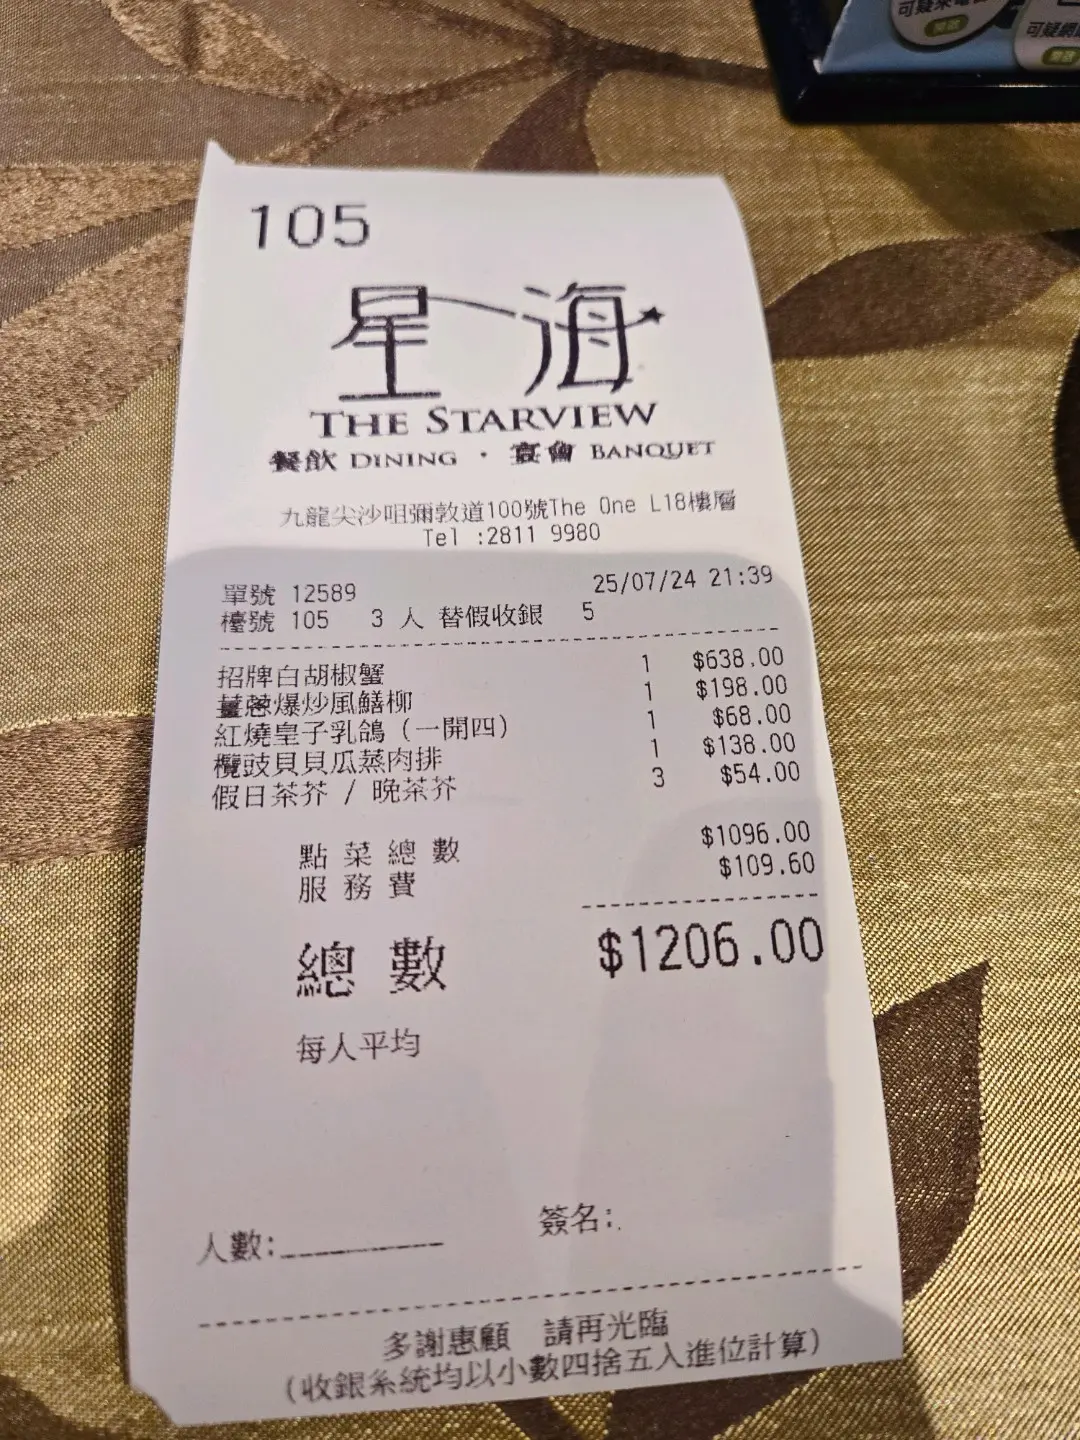 可疑來電
可疑網
105
星海
THE STARVIEW
餐飲 DINING · 宴會 BANQUET
九龍尖沙咀彌敦道100號The One L18樓層
Tel :2811 9980
單號 12589 25/07/24 21:39
檯號 105 3 人 替假收銀 5
招牌白胡椒蟹 1 $638.00
薑蔥爆炒風鱔柳 1 $198.00
紅燒皇子乳鴿 (一開四) 1 $68.00
欖豉貝貝瓜蒸肉排 1 $138.00
假日茶芥 / 晚茶芥 3 $54.00
點菜總數 $1096.00
服務費 $109.60
總數 $1206.00
每人平均
人數: 簽名:
多謝惠顧 請再光臨
(收銀系統均以小數四捨五入進位計算)